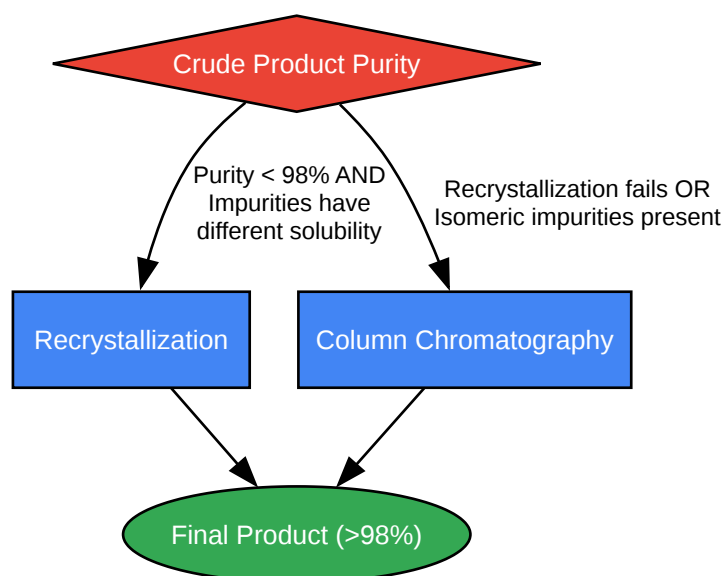 Crude Product Purity
Purity < 98% AND
Impurities have
different solubility
Recrystallization fails OR
Isomeric impurities present
Recrystallization
Column Chromatography
Final Product (>98%)